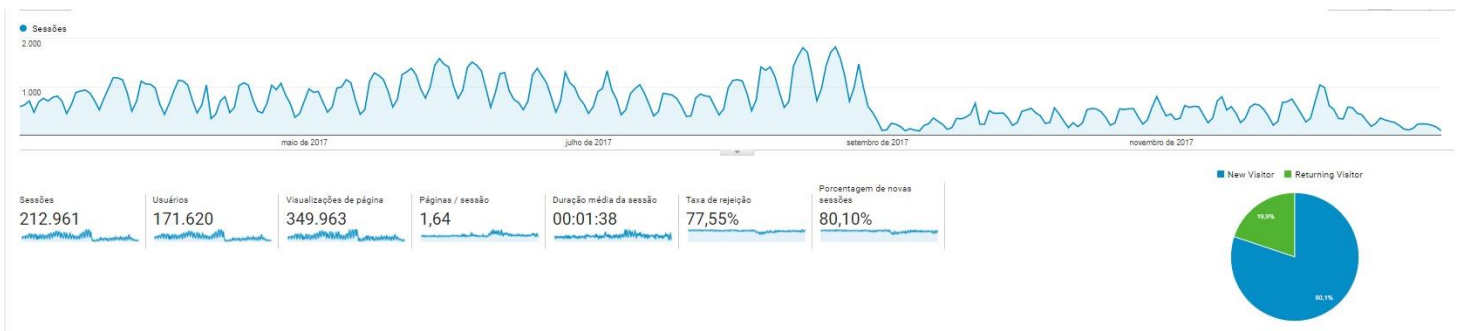 Sessões
2.000
1.000
maio de 2017
julho de 2017
setembro de 2017
novembro de 2017
New Visitor
Returning Visitor
Sessões
212.961
Usuários
171.620
Visualizações de página
349.963
Páginas / sessão
1,64
Duração média da sessão
00:01:38
Taxa de rejeição
77,55%
Porcentagem de novas
sessões
80,10%
19,9%
80,1%